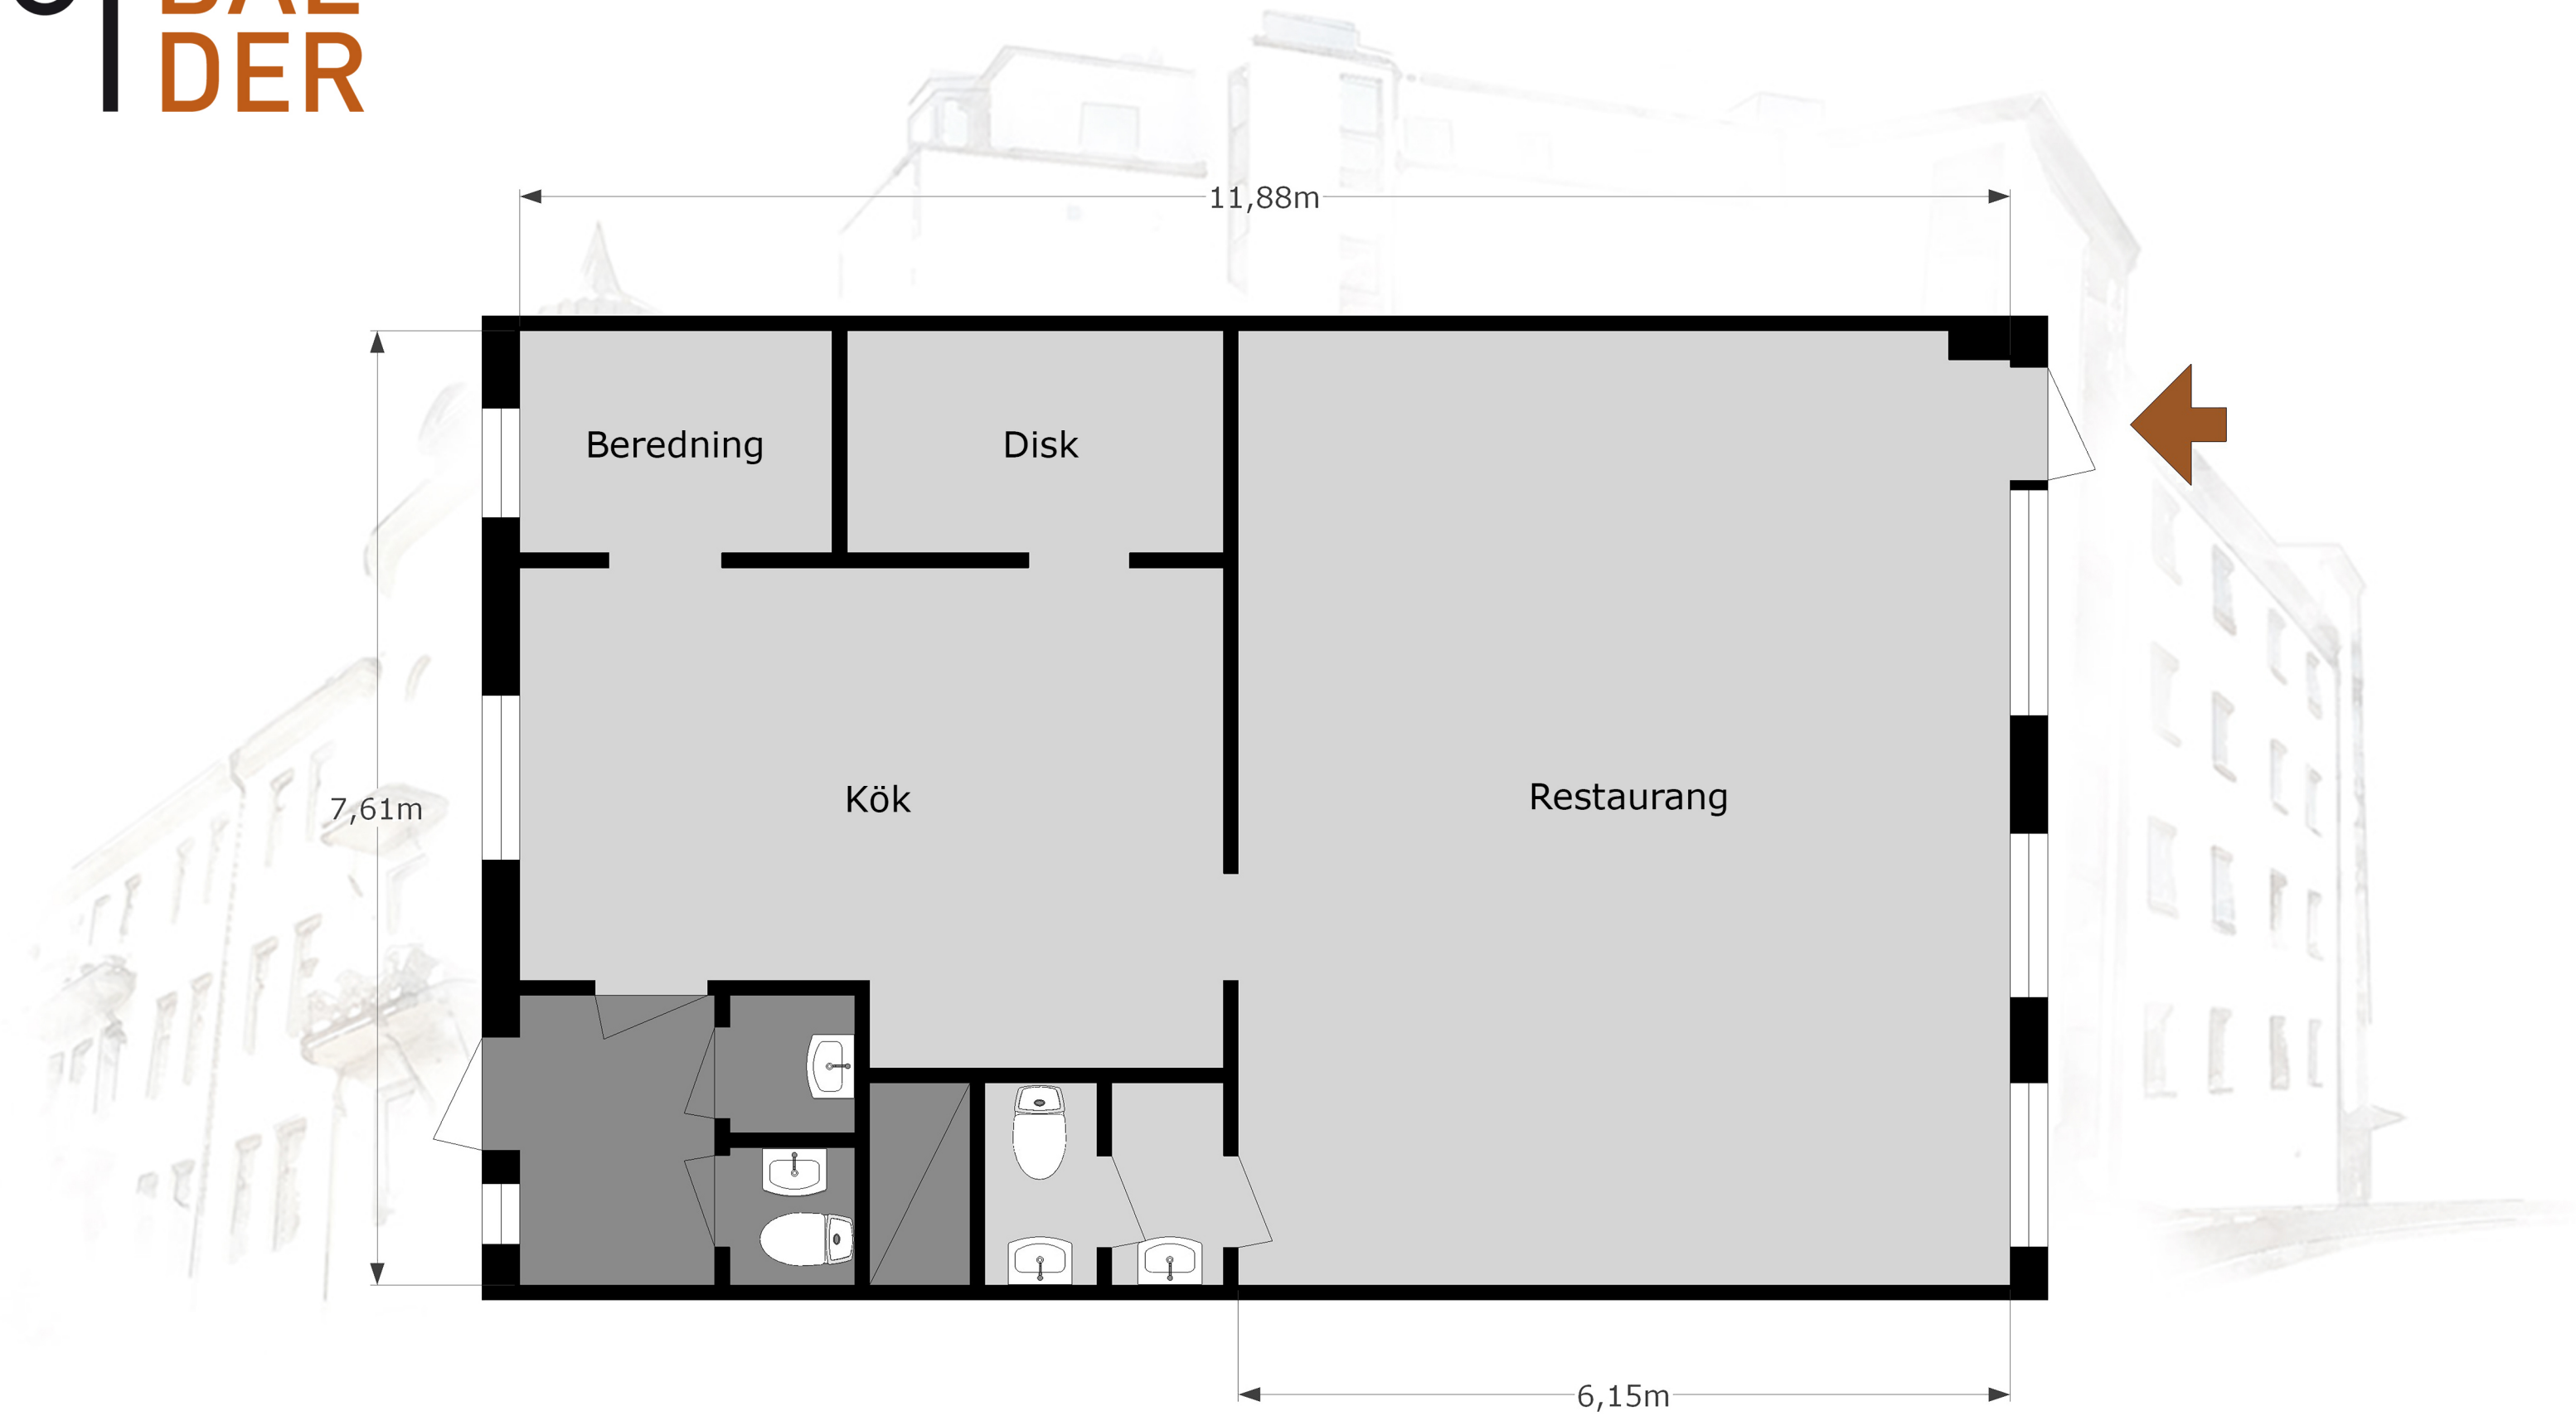 DER
11,88m
Beredning
Disk
7,61m
Kök
Restaurang
6,15m